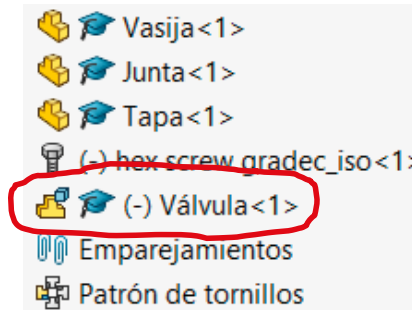 Vasija<1>
Junta<1>
Tapa<1>
(-) hex screw gradec_iso<1>
(-) Válvula<1>
Emparejamientos
Patrón de tornillos